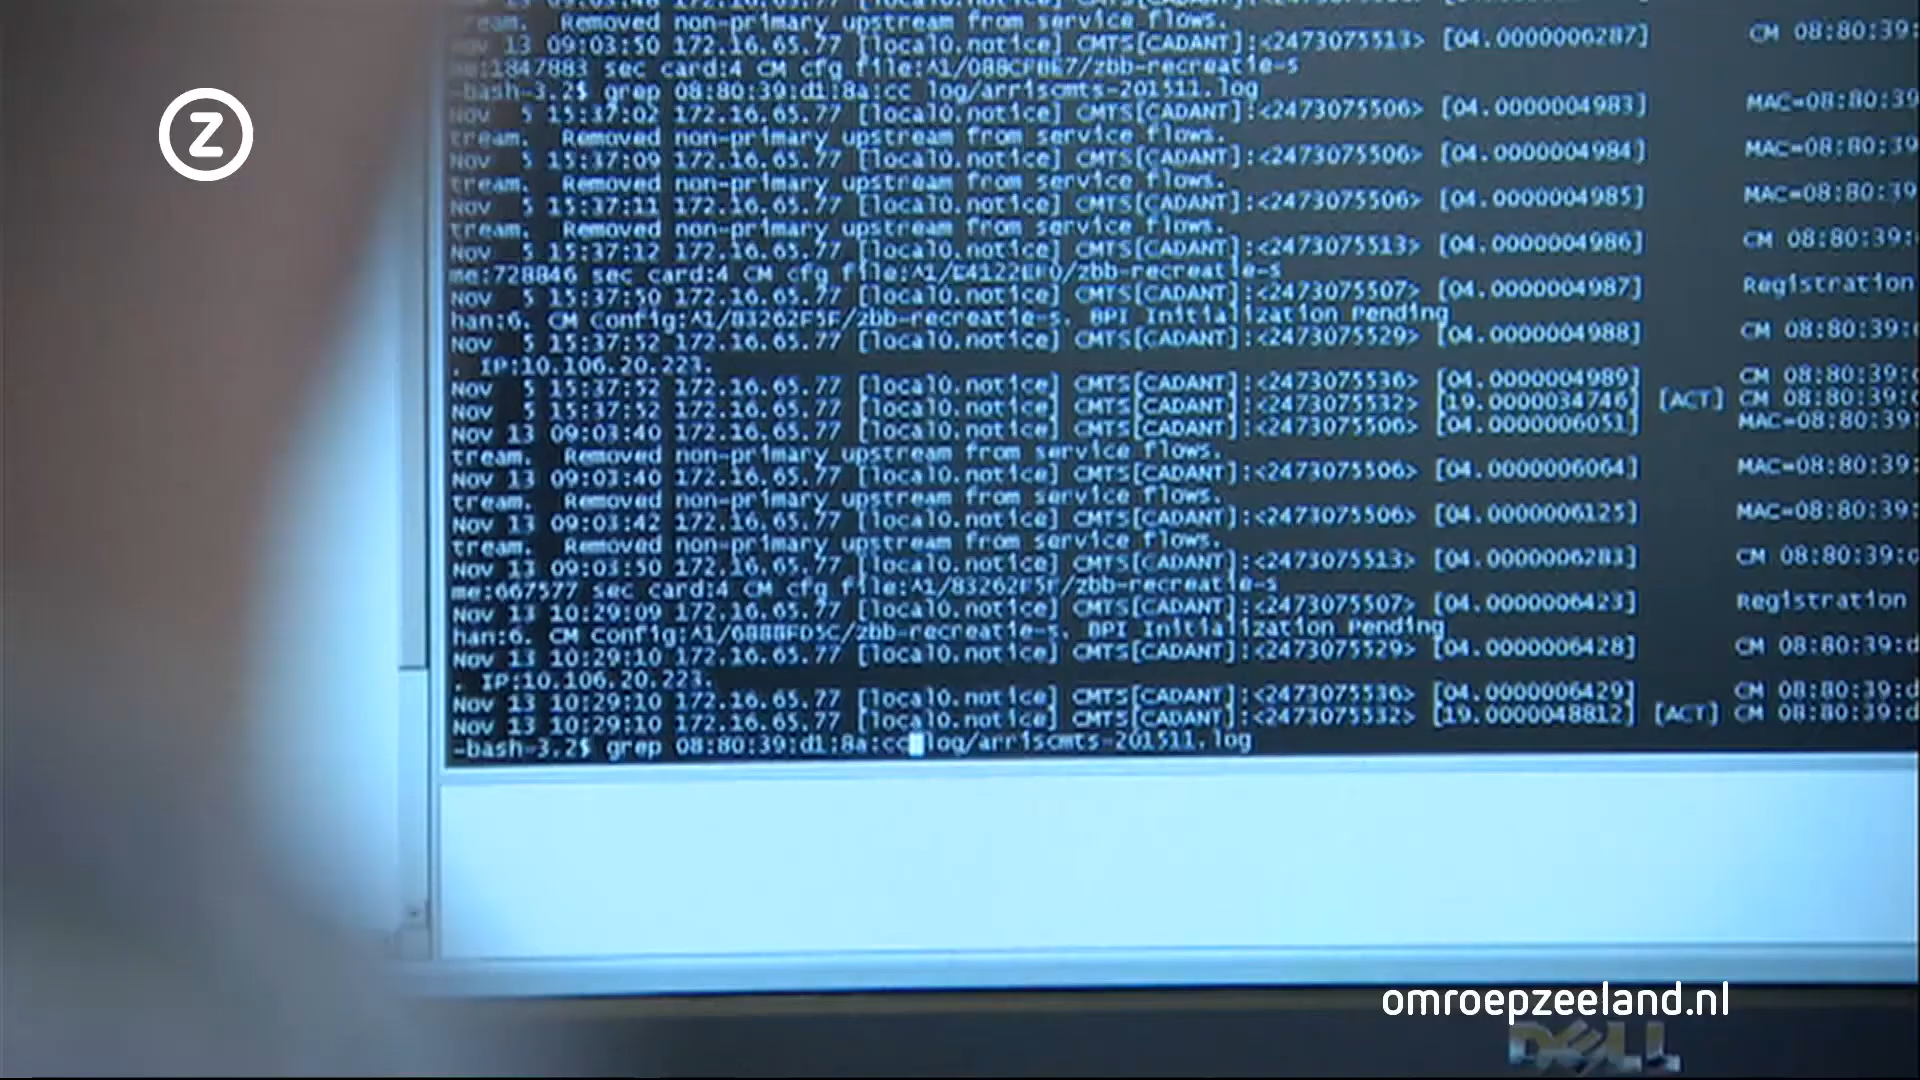 Z
tream. Removed non-primary upstream from service flows.
Nov 13 09:03:50 172.16.65.77 [local0.notice] CMTS[CADANT]:<2473075513> [04.0000006287] CM 08:80:39:
me:1847883 sec card:4 CM cfg file:^1/088CFBE7/zbb-recreatie-s
-bash-3.2$ grep 08:80:39:d1:8a:cc log/arriscmts-201511.log
Nov 5 15:37:02 172.16.65.77 [local0.notice] CMTS[CADANT]:<2473075506> [04.0000004983] MAC=08:80:39
tream. Removed non-primary upstream from service flows.
Nov 5 15:37:09 172.16.65.77 [local0.notice] CMTS[CADANT]:<2473075506> [04.0000004984] MAC=08:80:39
tream. Removed non-primary upstream from service flows.
Nov 5 15:37:11 172.16.65.77 [local0.notice] CMTS[CADANT]:<2473075506> [04.0000004985] MAC=08:80:39
tream. Removed non-primary upstream from service flows.
Nov 5 15:37:12 172.16.65.77 [local0.notice] CMTS[CADANT]:<2473075513> [04.0000004986] CM 08:80:39:
me:728846 sec card:4 CM cfg file:^1/E4122EF0/zbb-recreatie-s
Nov 5 15:37:50 172.16.65.77 [local0.notice] CMTS[CADANT]:<2473075507> [04.0000004987] Registration
han:6. CM Config:^1/83262F5F/zbb-recreatie-s. BPI Initialization Pending
Nov 5 15:37:52 172.16.65.77 [local0.notice] CMTS[CADANT]:<2473075529> [04.0000004988] CM 08:80:39:
. IP:10.106.20.223.
Nov 5 15:37:52 172.16.65.77 [local0.notice] CMTS[CADANT]:<2473075536> [04.0000004989] CM 08:80:39:
Nov 5 15:37:52 172.16.65.77 [local0.notice] CMTS[CADANT]:<2473075532> [19.0000034746] [ACT] CM 08:80:39:
Nov 13 09:03:40 172.16.65.77 [local0.notice] CMTS[CADANT]:<2473075506> [04.0000006051] MAC=08:80:39:
tream. Removed non-primary upstream from service flows.
Nov 13 09:03:40 172.16.65.77 [local0.notice] CMTS[CADANT]:<2473075506> [04.0000006064] MAC=08:80:39:
tream. Removed non-primary upstream from service flows.
Nov 13 09:03:42 172.16.65.77 [local0.notice] CMTS[CADANT]:<2473075506> [04.0000006125] MAC=08:80:39:
tream. Removed non-primary upstream from service flows.
Nov 13 09:03:50 172.16.65.77 [local0.notice] CMTS[CADANT]:<2473075513> [04.0000006283] CM 08:80:39:
me:667577 sec card:4 CM cfg file:^1/83262F5F/zbb-recreatie-s
Nov 13 10:29:09 172.16.65.77 [local0.notice] CMTS[CADANT]:<2473075507> [04.0000006423] Registration
han:6. CM Config:^1/6888FD5C/zbb-recreatie-s. BPI Initialization Pending
Nov 13 10:29:10 172.16.65.77 [local0.notice] CMTS[CADANT]:<2473075529> [04.0000006428] CM 08:80:39:d
. IP:10.106.20.223.
Nov 13 10:29:10 172.16.65.77 [local0.notice] CMTS[CADANT]:<2473075536> [04.0000006429] CM 08:80:39:d
Nov 13 10:29:10 172.16.65.77 [local0.notice] CMTS[CADANT]:<2473075532> [19.0000048812] [ACT] CM 08:80:39:d
-bash-3.2$ grep 08:80:39:d1:8a:cc log/arriscmts-201511.log
omroepzeeland.nl
DELL